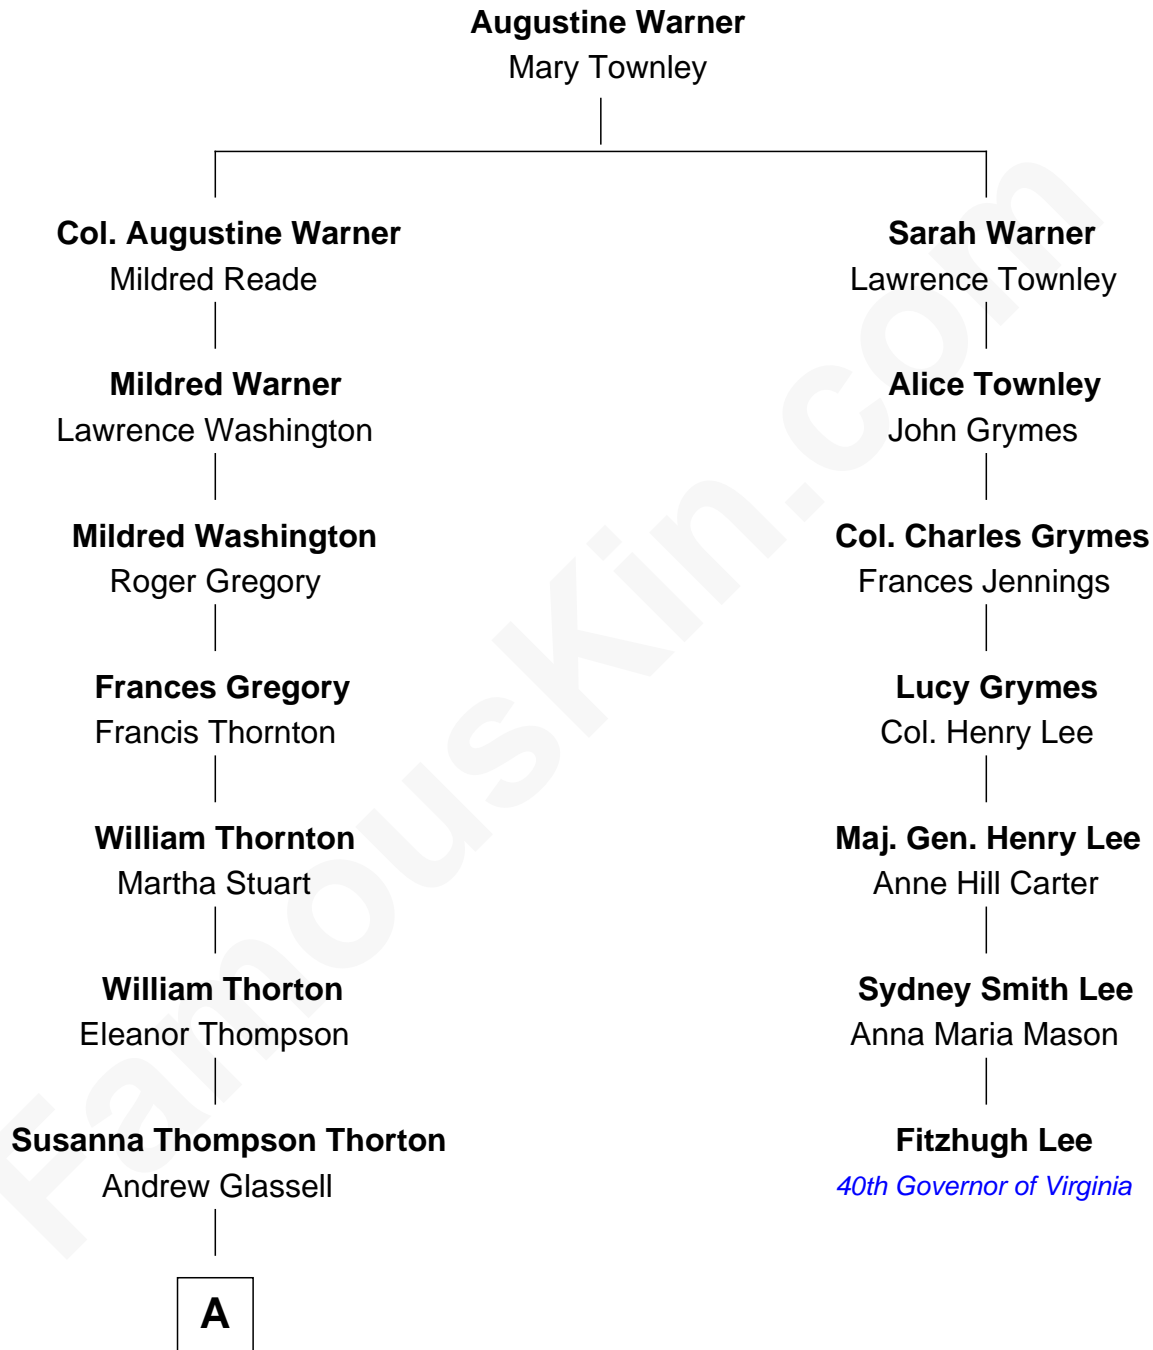 Augustine Warner
Mary Townley
Col. Augustine Warner
Mildred Reade
Sarah Warner
Lawrence Townley
Mildred Warner
Lawrence Washington
Alice Townley
John Grymes
Mildred Washington
Roger Gregory
Col. Charles Grymes
Frances Jennings
Frances Gregory
Francis Thornton
Lucy Grymes
Col. Henry Lee
William Thornton
Martha Stuart
Maj. Gen. Henry Lee
Anne Hill Carter
William Thorton
Eleanor Thompson
Sydney Smith Lee
Anna Maria Mason
Susanna Thompson Thorton
Andrew Glassell
Fitzhugh Lee
40th Governor of Virginia
A
FamousKin.com